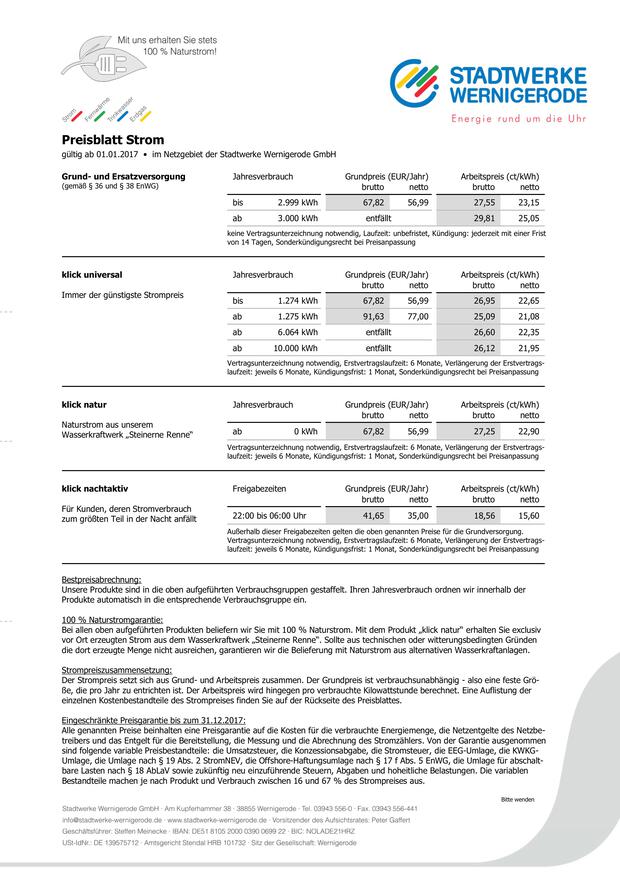 Mit uns erhalten Sie stets
100 % Naturstrom!
Strom
Fernwärme
Trinkwasser
Erdgas
STADTWERKE
WERNIGERODE
Energie rund um die Uhr
Preisblatt Strom
gültig ab 01.01.2017 • im Netzgebiet der Stadtwerke Wernigerode GmbH
Grund- und Ersatzversorgung
(gemäß § 36 und § 38 EnWG)
Jahresverbrauch Grundpreis (EUR/Jahr) Arbeitspreis (ct/kWh)
brutto netto brutto netto
bis 2.999 kWh 67,82 56,99 27,55 23,15
ab 3.000 kWh entfällt 29,81 25,05
keine Vertragsunterzeichnung notwendig, Laufzeit: unbefristet, Kündigung: jederzeit mit einer Frist
von 14 Tagen, Sonderkündigungsrecht bei Preisanpassung
klick universal
Immer der günstigste Strompreis
Jahresverbrauch Grundpreis (EUR/Jahr) Arbeitspreis (ct/kWh)
brutto netto brutto netto
bis 1.274 kWh 67,82 56,99 26,95 22,65
ab 1.275 kWh 91,63 77,00 25,09 21,08
ab 6.064 kWh entfällt 26,60 22,35
ab 10.000 kWh entfällt 26,12 21,95
Vertragsunterzeichnung notwendig, Erstvertragslaufzeit: 6 Monate, Verlängerung der Erstvertrags-
laufzeit: jeweils 6 Monate, Kündigungsfrist: 1 Monat, Sonderkündigungsrecht bei Preisanpassung
klick natur
Naturstrom aus unserem
Wasserkraftwerk „Steinerne Renne“
Jahresverbrauch Grundpreis (EUR/Jahr) Arbeitspreis (ct/kWh)
brutto netto brutto netto
ab 0 kWh 67,82 56,99 27,25 22,90
Vertragsunterzeichnung notwendig, Erstvertragslaufzeit: 6 Monate, Verlängerung der Erstvertrags-
laufzeit: jeweils 6 Monate, Kündigungsfrist: 1 Monat, Sonderkündigungsrecht bei Preisanpassung
klick nachtaktiv
Für Kunden, deren Stromverbrauch
zum größten Teil in der Nacht anfällt
Freigabezeiten Grundpreis (EUR/Jahr) Arbeitspreis (ct/kWh)
brutto netto brutto netto
22:00 bis 06:00 Uhr 41,65 35,00 18,56 15,60
Außerhalb dieser Freigabezeiten gelten die oben genannten Preise für die Grundversorgung.
Vertragsunterzeichnung notwendig, Erstvertragslaufzeit: 6 Monate, Verlängerung der Erstvertrags-
laufzeit: jeweils 6 Monate, Kündigungsfrist: 1 Monat, Sonderkündigungsrecht bei Preisanpassung
Bestpreisabrechnung:
Unsere Produkte sind in die oben aufgeführten Verbrauchsgruppen gestaffelt. Ihren Jahresverbrauch ordnen wir innerhalb der
Produkte automatisch in die entsprechende Verbrauchsgruppe ein.
100 % Naturstromgarantie:
Bei allen oben aufgeführten Produkten beliefern wir Sie mit 100 % Naturstrom. Mit dem Produkt „klick natur“ erhalten Sie exclusiv
vor Ort erzeugten Strom aus dem Wasserkraftwerk „Steinerne Renne“. Sollte aus technischen oder witterungsbedingten Gründen
die dort erzeugte Menge nicht ausreichen, garantieren wir die Belieferung mit Naturstrom aus alternativen Wasserkraftanlagen.
Strompreiszusammensetzung:
Der Strompreis setzt sich aus Grund- und Arbeitspreis zusammen. Der Grundpreis ist verbrauchsunabhängig - also eine feste Grö-
ße, die pro Jahr zu entrichten ist. Der Arbeitspreis wird hingegen pro verbrauchte Kilowattstunde berechnet. Eine Auflistung der
einzelnen Kostenbestandteile des Strompreises finden Sie auf der Rückseite des Preisblattes.
Eingeschränkte Preisgarantie bis zum 31.12.2017:
Alle genannten Preise beinhalten eine Preisgarantie auf die Kosten für die verbrauchte Energiemenge, die Netzentgelte des Netzbe-
treibers und das Entgelt für die Bereitstellung, die Messung und die Abrechnung des Stromzählers. Von der Garantie ausgenommen
sind folgende variable Preisbestandteile: die Umsatzsteuer, die Konzessionsabgabe, die Stromsteuer, die EEG-Umlage, die KWKG-
Umlage, die Umlage nach § 19 Abs. 2 StromNEV, die Offshore-Haftungsumlage nach § 17 f Abs. 5 EnWG, die Umlage für abschalt-
bare Lasten nach § 18 AbLaV sowie zukünftig neu einzuführende Steuern, Abgaben und hoheitliche Belastungen. Die variablen
Bestandteile machen je nach Produkt und Verbrauch zwischen 16 und 67 % des Strompreises aus.
Bitte wenden
Stadtwerke Wernigerode GmbH · Am Kupferhammer 38 · 38855 Wernigerode · Tel. 03943 556-0 · Fax. 03943 556-441
info@stadtwerke-wernigerode.de · www.stadtwerke-wernigerode.de · Vorsitzender des Aufsichtsrates: Peter Gaffert
Geschäftsführer: Steffen Meinecke · IBAN: DE51 8105 2000 0390 0699 22 · BIC: NOLADE21HRZ
USt-IdNr.: DE 139575712 · Amtsgericht Stendal HRB 101732 · Sitz der Gesellschaft: Wernigerode